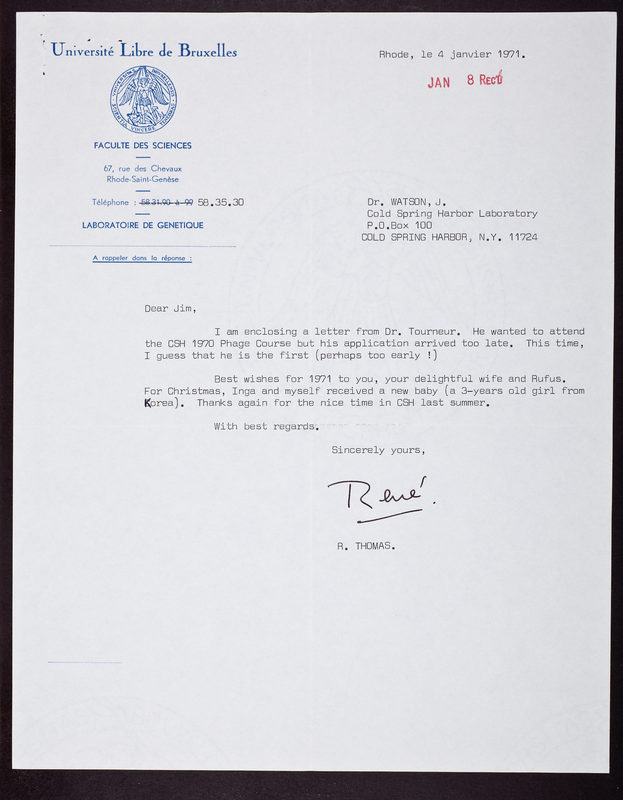 Université Libre de Bruxelles
FACULTE DES SCIENCES
67, rue des Chevaux
Rhode-Saint-Genèse
Téléphone : 58.31.90 à 99 58.35.30
LABORATOIRE DE GENETIQUE
A rappeler dans la réponse :
Rhode, le 4 janvier 1971.
JAN 8 REC'D
Dr. WATSON, J.
Cold Spring Harbor Laboratory
P.O.Box 100
COLD SPRING HARBOR, N.Y. 11724
Dear Jim,
I am enclosing a letter from Dr. Tourneur. He wanted to attend
the CSH 1970 Phage Course but his application arrived too late. This time,
I guess that he is the first (perhaps too early !)
Best wishes for 1971 to you, your delightful wife and Rufus.
For Christmas, Inga and myself received a new baby (a 3-years old girl from
Korea). Thanks again for the nice time in CSH last summer.
With best regards.
Sincerely yours,
René.
R. THOMAS.